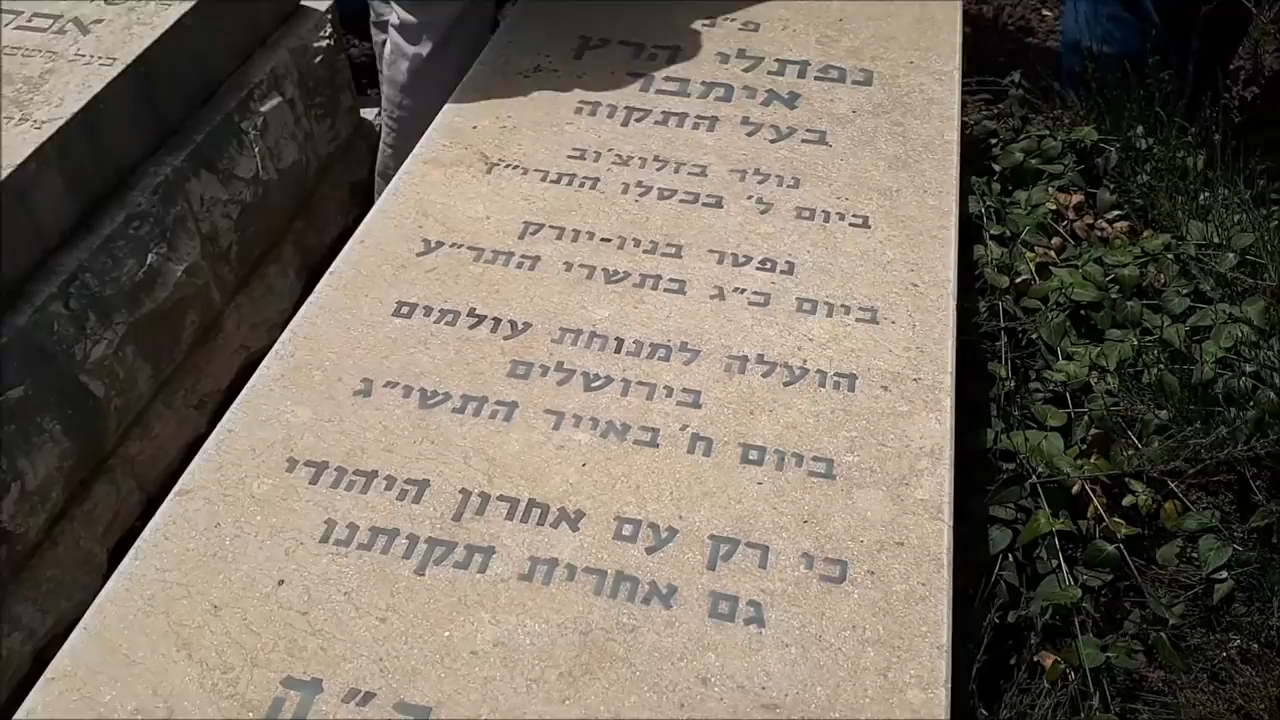 פ״נ
נפתלי הרץ
אימבר
בעל התקוה
נולד בזלוצ׳וב
ביום ל׳ בכסלו התרי״ז
נפטר בניו-יורק
ביום כ״ג בתשרי התר״ע
הועלה למנוחת עולמים
בירושלים
ביום ח׳ באייר התשי״ג
כי רק עם אחרון היהודי
גם אחרית תקותנו